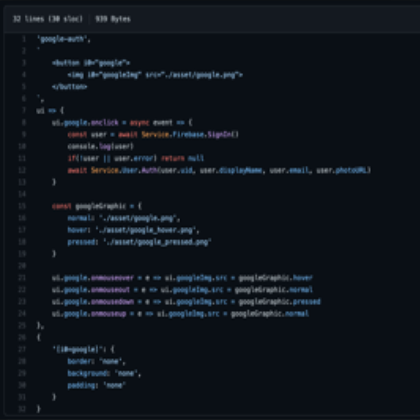 32 lines (30 sloc) 939 Bytes
1 'google-auth',
2 `
3 <button i0="google">
4 <img i0="googleImg" src="./asset/google.png">
5 </button>
6 `,
7 ui => {
8 ui.google.onclick = async event => {
9 const user = await Service.Firebase.SignIn()
10 console.log(user)
11 if(!user || user.error) return null
12 await Service.User.Auth(user.uid, user.displayName, user.email, user.photoURL)
13 }
14
15 const googleGraphic = {
16 normal: './asset/google.png',
17 hover: './asset/google_hover.png',
18 pressed: './asset/google_pressed.png'
19 }
20
21 ui.google.onmouseover = e => ui.googleImg.src = googleGraphic.hover
22 ui.google.onmouseout = e => ui.googleImg.src = googleGraphic.normal
23 ui.google.onmousedown = e => ui.googleImg.src = googleGraphic.pressed
24 ui.google.onmouseup = e => ui.googleImg.src = googleGraphic.normal
25 },
26 {
27 '[i0=google]': {
28 border: 'none',
29 background: 'none',
30 padding: 'none'
31 }
32 }